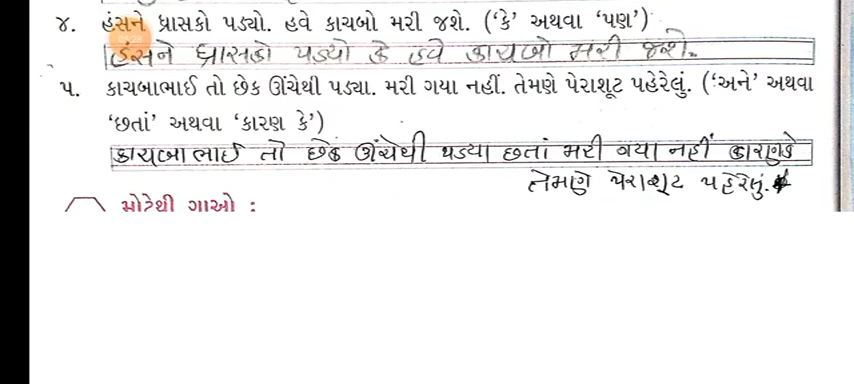 ૪. હંસને ધ્રાસકો પડ્યો. હવે કાચબો મરી જશે. ('કે' અથવા 'પણ')
હંસને ધ્રાસકો પડ્યો કે હવે કાચબો મરી જશે.
૫. કાચબાભાઈ તો છેક ઊંચેથી પડ્યા. મરી ગયા નહીં. તેમણે પેરાશૂટ પહેરેલું. ('અને' અથવા
'છતાં' અથવા 'કારણ કે')
કાચબાભાઈ તો છેક ઊંચેથી પડ્યા છતાં મરી ગયા નહીં કારણકે
તેમણે પેરાશૂટ પહેરેલું.
મોટેથી ગાઓ :